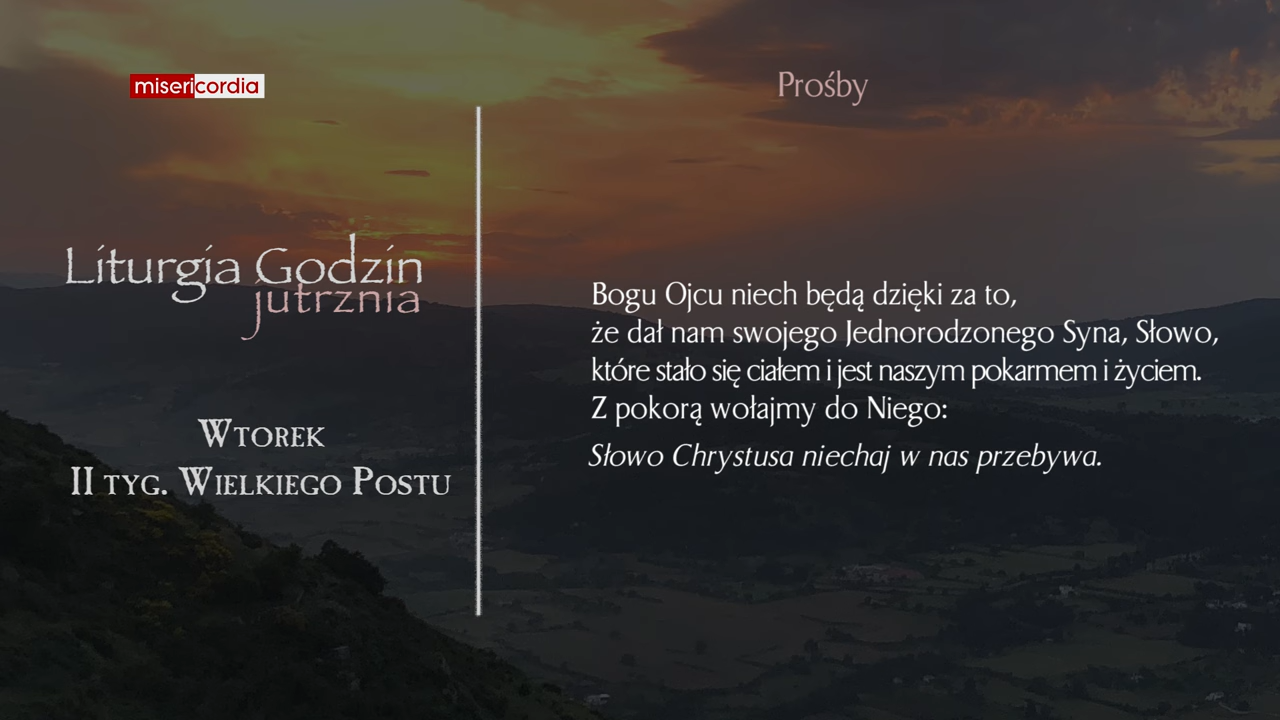 misericordia
Liturgia Godzin
jutrznia
Wtorek
II tyg. Wielkiego Postu
Prośby
Bogu Ojcu niech będą dzięki za to,
że dał nam swojego Jednorodzonego Syna, Słowo,
które stało się ciałem i jest naszym pokarmem i życiem.
Z pokorą wołajmy do Niego:
Słowo Chrystusa niechaj w nas przebywa.